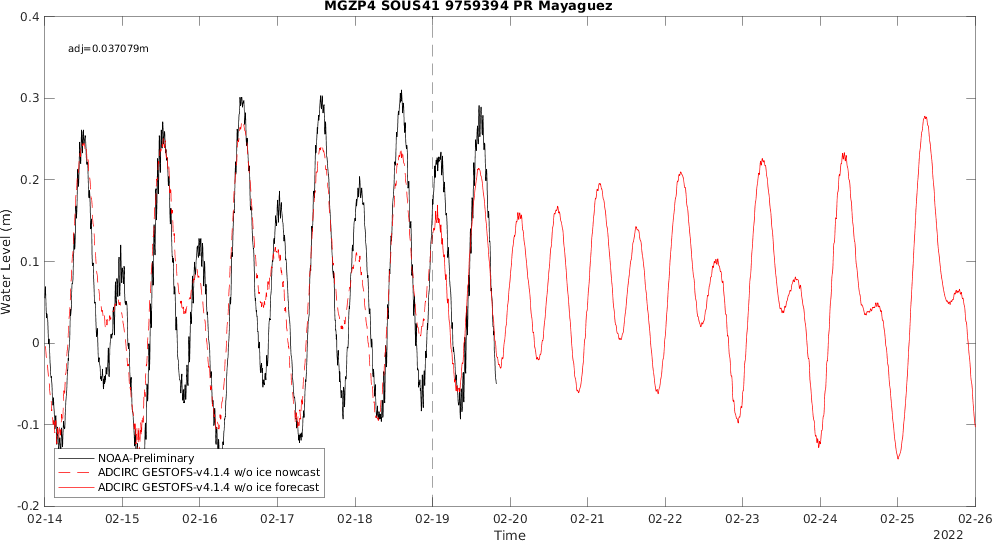 MGZP4 SOUS41 9759394 PR Mayaguez
adj=0.037079m
Water Level (m)
0.4
0.3
0.2
0.1
0
-0.1
-0.2
NOAA-Preliminary
ADCIRC GESTOFS-v4.1.4 w/o ice nowcast
ADCIRC GESTOFS-v4.1.4 w/o ice forecast
02-14 02-15 02-16 02-17 02-18 02-19 02-20 02-21 02-22 02-23 02-24 02-25 02-26
Time
2022